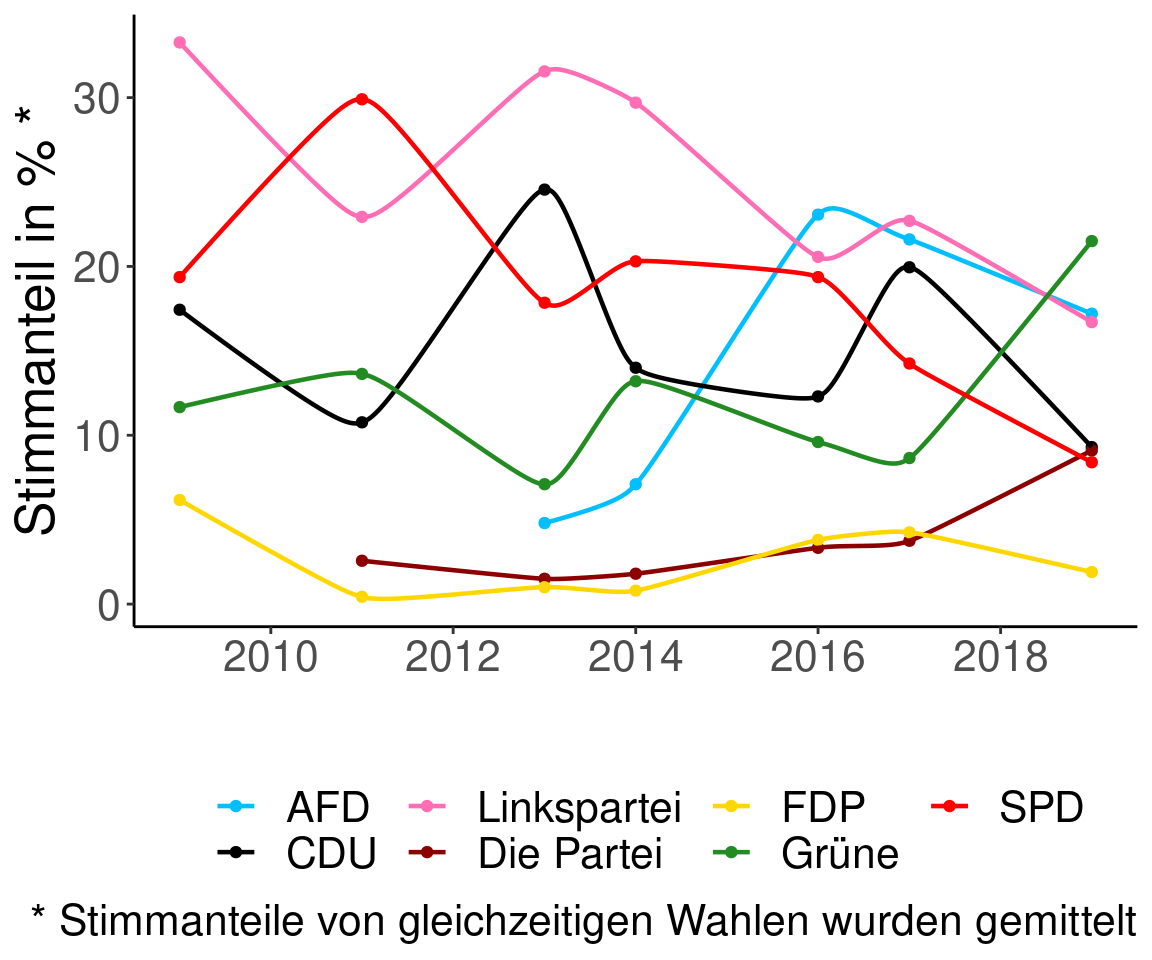 Stimmanteil in % *
30
20
10
0
2010 2012 2014 2016 2018
AFD Linkspartei FDP SPD
CDU Die Partei Grüne
* Stimmanteile von gleichzeitigen Wahlen wurden gemittelt